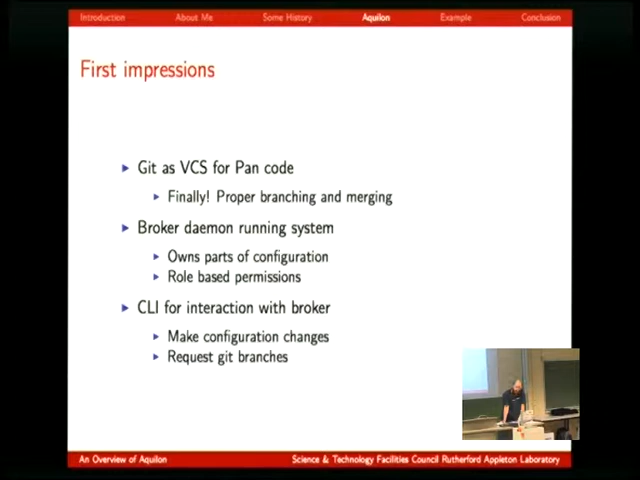 Introduction About Me Some History Aquilon Example Conclusion
First impressions
Git as VCS for Pan code
Finally! Proper branching and merging
Broker daemon running system
Owns parts of configuration
Role based permissions
CLI for interaction with broker
Make configuration changes
Request git branches
An Overview of Aquilon Science & Technology Facilities Council Rutherford Appleton Laboratory